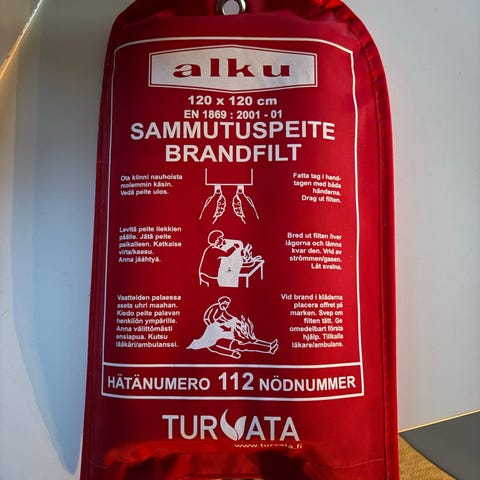 alku
120 x 120 cm
EN 1869 : 2001 - 01
SAMMUTUSPEITE
BRANDFILT
Ota kiinni nauhoista
molemmin käsin.
Vedä peite ulos.
Fatta tag i hand-
tagen med båda
händerna.
Drag ut filten.
Levitä peite liekkien
päälle. Jätä peite
paikalleen. Katkaise
virta/kaasu.
Anna jäähtyä.
Bred ut filten över
lågorna och lämna
kvar den. Vrid av
strömmen/gasen.
Låt svalna.
Vaatteiden palaessa
aseta uhri maahan.
Kiedo peite palavan
henkilön ympärille.
Anna välittömästi
ensiapua. Kutsu
lääkäri/ambulanssi.
Vid brand i kläderna
placera offret på
marken. Svep om
filten tätt. Ge
omedelbart första
hjälp. Tillkalla
läkare/ambulans.
HÄTÄNUMERO 112 NÖDNUMMER
TURVATA
www.turvata.fi